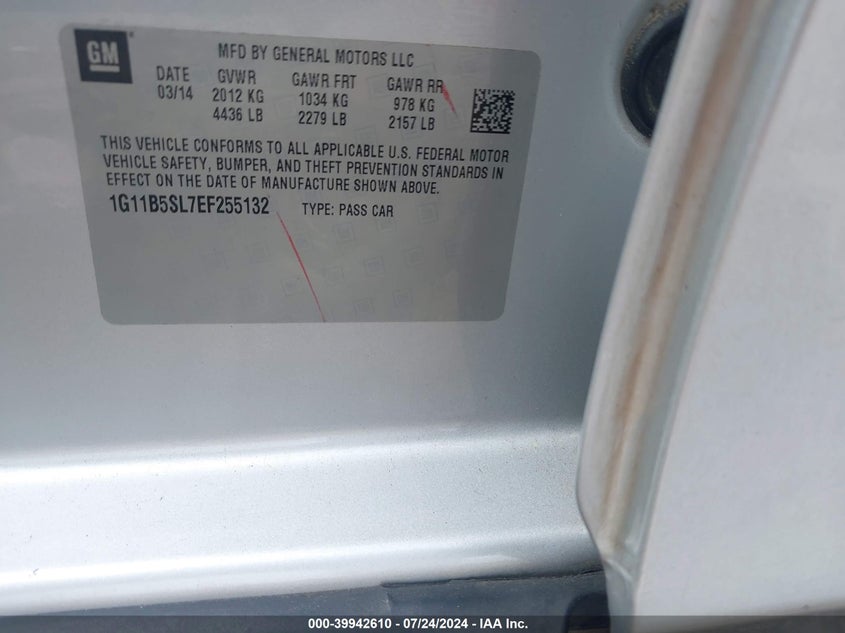 GM
MFD BY GENERAL MOTORS LLC
DATE GVWR GAWR FRT GAWR RR
03/14 2012 KG 1034 KG 978 KG
4436 LB 2279 LB 2157 LB
THIS VEHICLE CONFORMS TO ALL APPLICABLE U.S. FEDERAL MOTOR
VEHICLE SAFETY, BUMPER, AND THEFT PREVENTION STANDARDS IN
EFFECT ON THE DATE OF MANUFACTURE SHOWN ABOVE.
1G11B5SL7EF255132 TYPE: PASS CAR
000-39942610 / 07/24/2024 - IAA Inc.